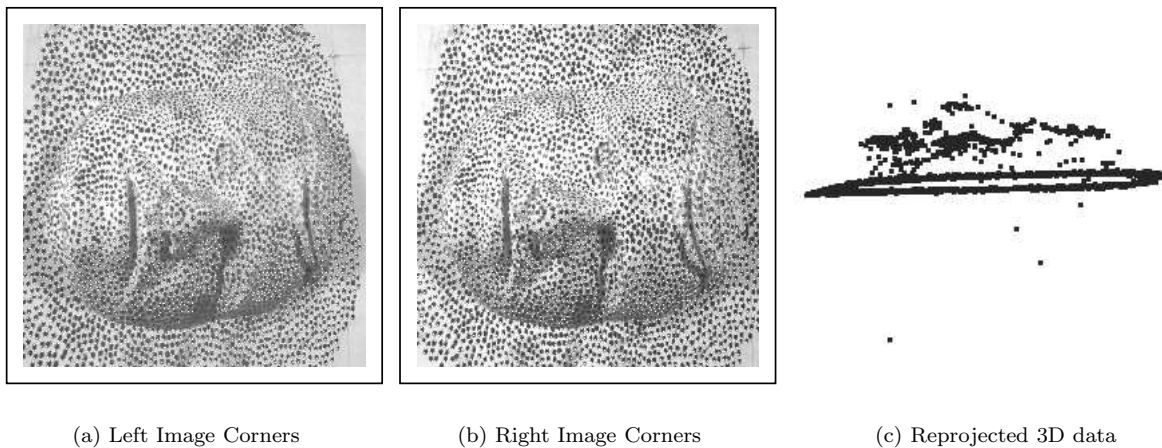 (a) Left Image Corners
(b) Right Image Corners
(c) Reprojected 3D data